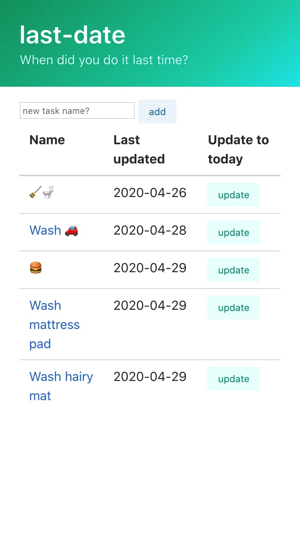 last-date
When did you do it last time?
new task name? add
Name Last updated Update to today
🧹🚽 2020-04-26 update
Wash 🚗 2020-04-28 update
🍔 2020-04-29 update
Wash mattress pad 2020-04-29 update
Wash hairy mat 2020-04-29 update